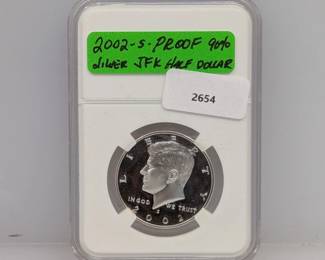 2002-S-PROOF 90%
SILVER JFK HALF DOLLAR
2654
LIBERTY
IN GOD WE TRUST
S
2002